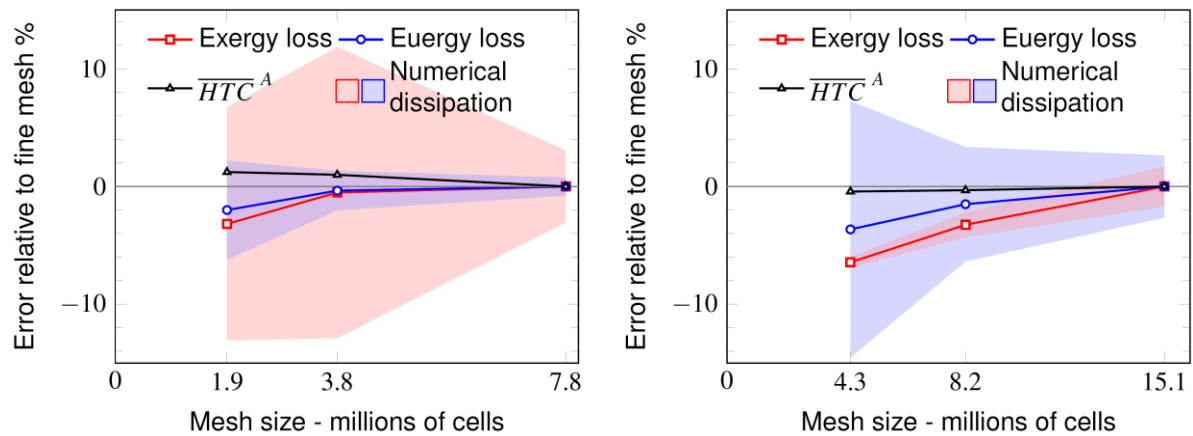 Error relative to fine mesh %
10
0
−10
Exergy loss
Euergy loss
HTC A
Numerical
dissipation
0
1.9
3.8
7.8
Mesh size - millions of cells
Error relative to fine mesh %
10
0
−10
Exergy loss
Euergy loss
HTC A
Numerical
dissipation
0
4.3
8.2
15.1
Mesh size - millions of cells